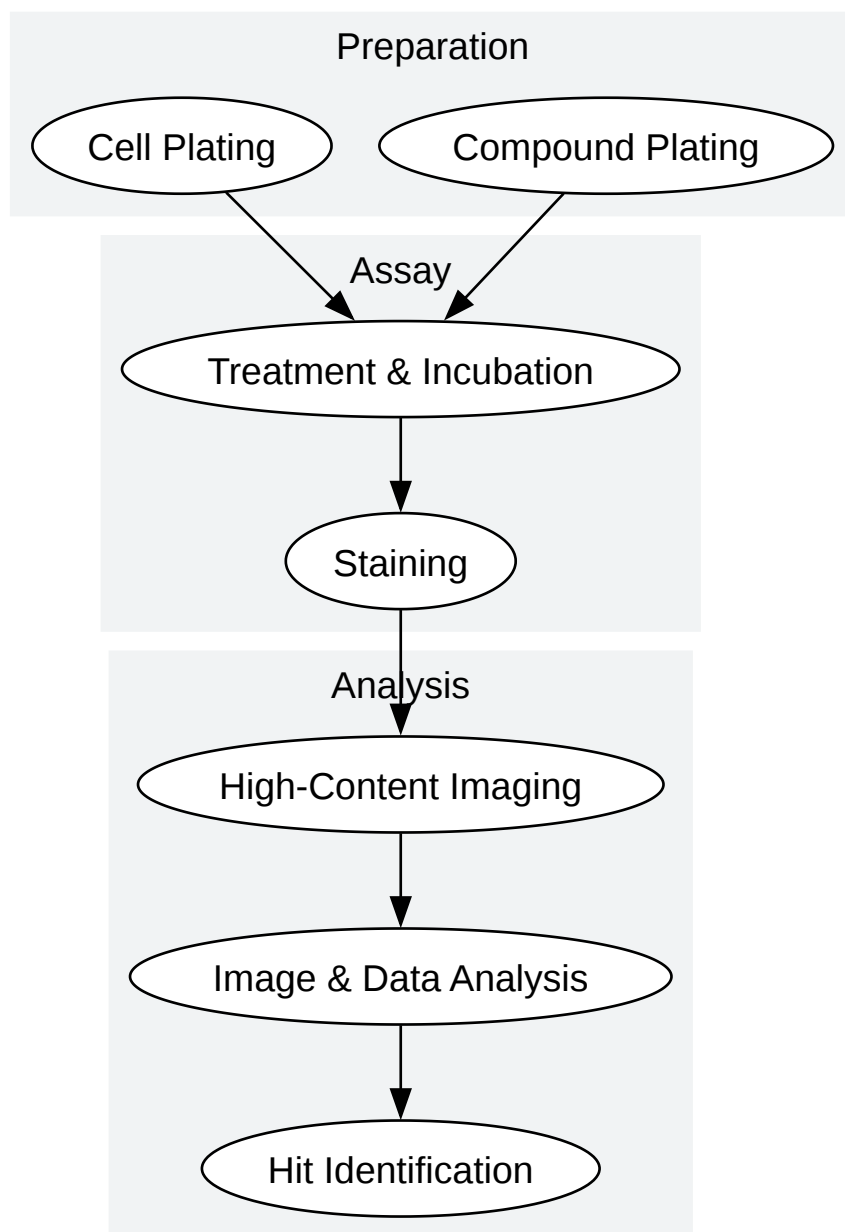 Preparation
Cell Plating
Compound Plating
Assay
Treatment & Incubation
Staining
Analysis
High-Content Imaging
Image & Data Analysis
Hit Identification